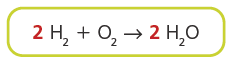 2 H₂ + O₂ → 2 H₂O